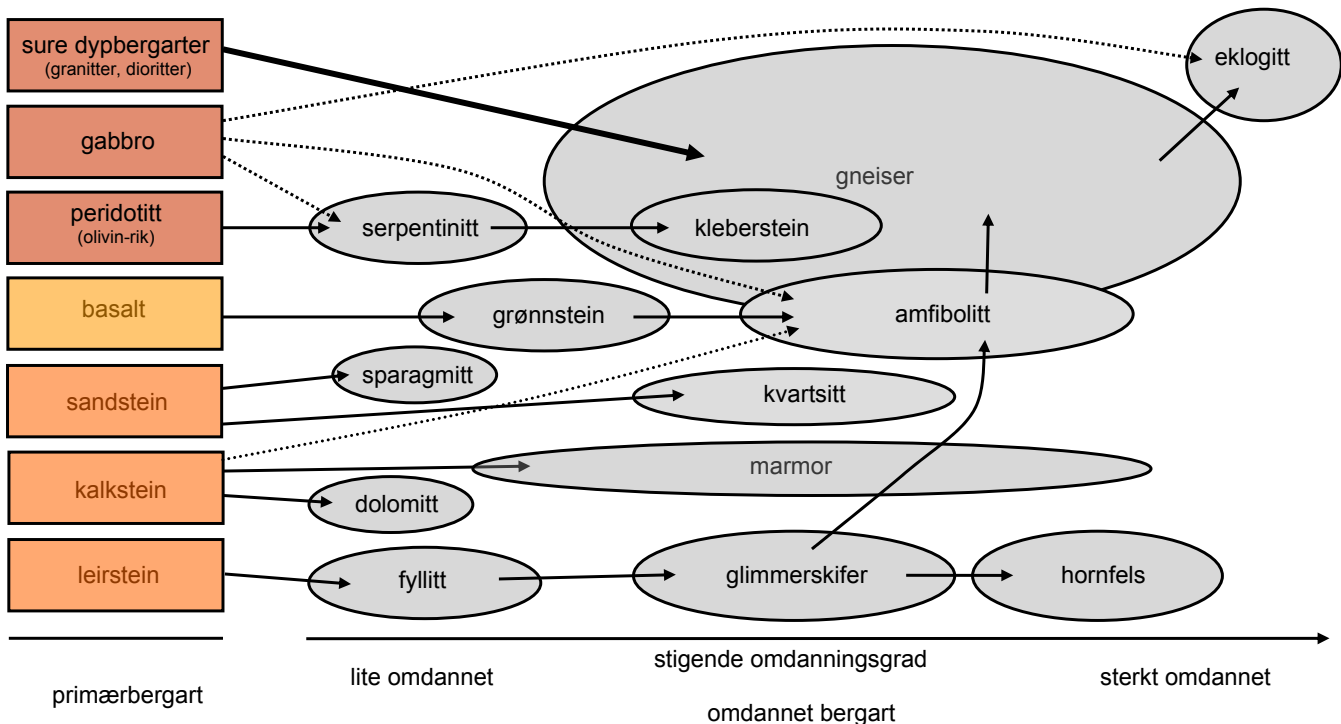 sure dypbergarter
(granitter, dioritter)
eklogitt
gabbro
gneiser
peridotitt
(olivin-rik)
serpentinitt
kleberstein
basalt
grønnstein
amfibolitt
sparagmitt
sandstein
kvartsitt
kalkstein
marmor
dolomitt
leirstein
fyllitt
glimmerskifer
hornfels
primærbergart
lite omdannet
stigende omdanningsgrad
sterkt omdannet
omdannet bergart